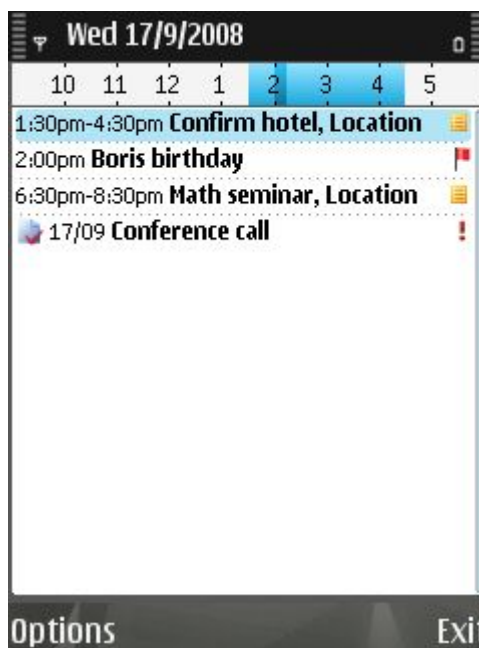 Wed 17/9/2008
10 11 12 1 2 3 4 5
1:30pm-4:30pm Confirm hotel, Location
2:00pm Boris birthday
6:30pm-8:30pm Math seminar, Location
17/09 Conference call !
Options Exit